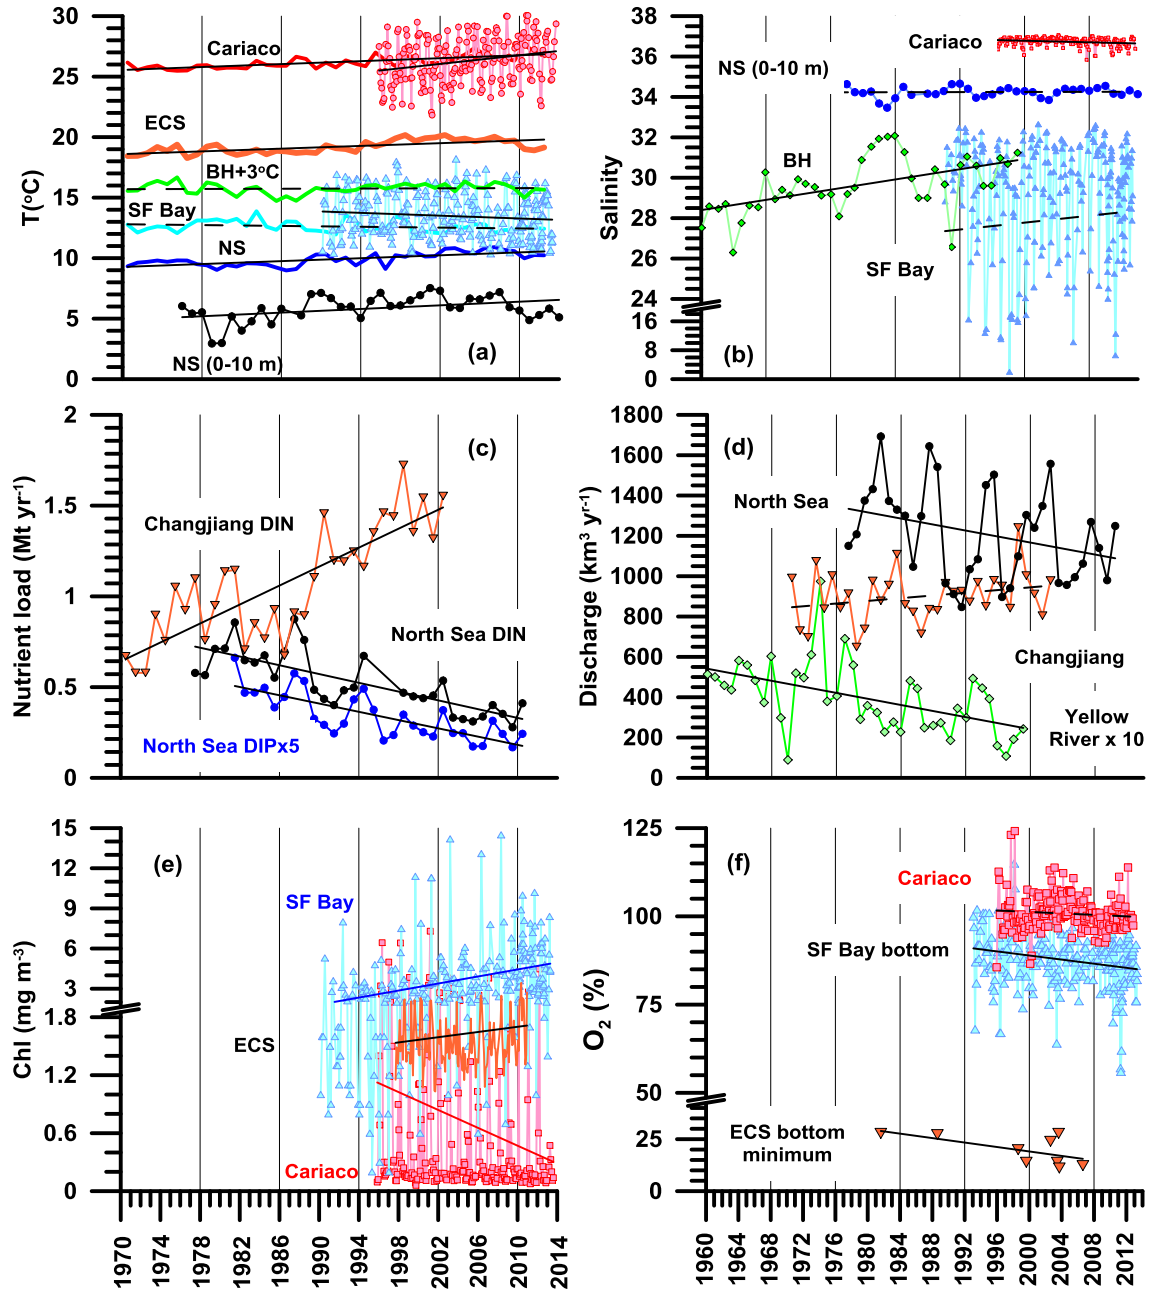 30
25
20
15
10
5
0
T(°C)
Cariaco
ECS
BH+3°C
SF Bay
NS
NS (0-10 m)
(a)
38
36
34
32
30
28
26
24
16
8
0
Salinity
Cariaco
NS (0-10 m)
BH
SF Bay
(b)
2
1.5
1
0.5
0
Nutrient load (Mt yr-1)
(c)
Changjiang DIN
North Sea DIN
North Sea DIPx5
1800
1600
1400
1200
1000
800
600
400
200
0
Discharge (km3 yr-1)
(d)
North Sea
Changjiang
Yellow
River x 10
15
12
9
6
3
1.8
1.2
0.6
0
Chl (mg m-3)
(e)
SF Bay
ECS
Cariaco
1970
1974
1978
1982
1986
1990
1994
1998
2002
2006
2010
2014
125
100
75
50
25
0
O2 (%)
(f)
Cariaco
SF Bay bottom
ECS bottom
minimum
1960
1964
1968
1972
1976
1980
1984
1988
1992
1996
2000
2004
2008
2012